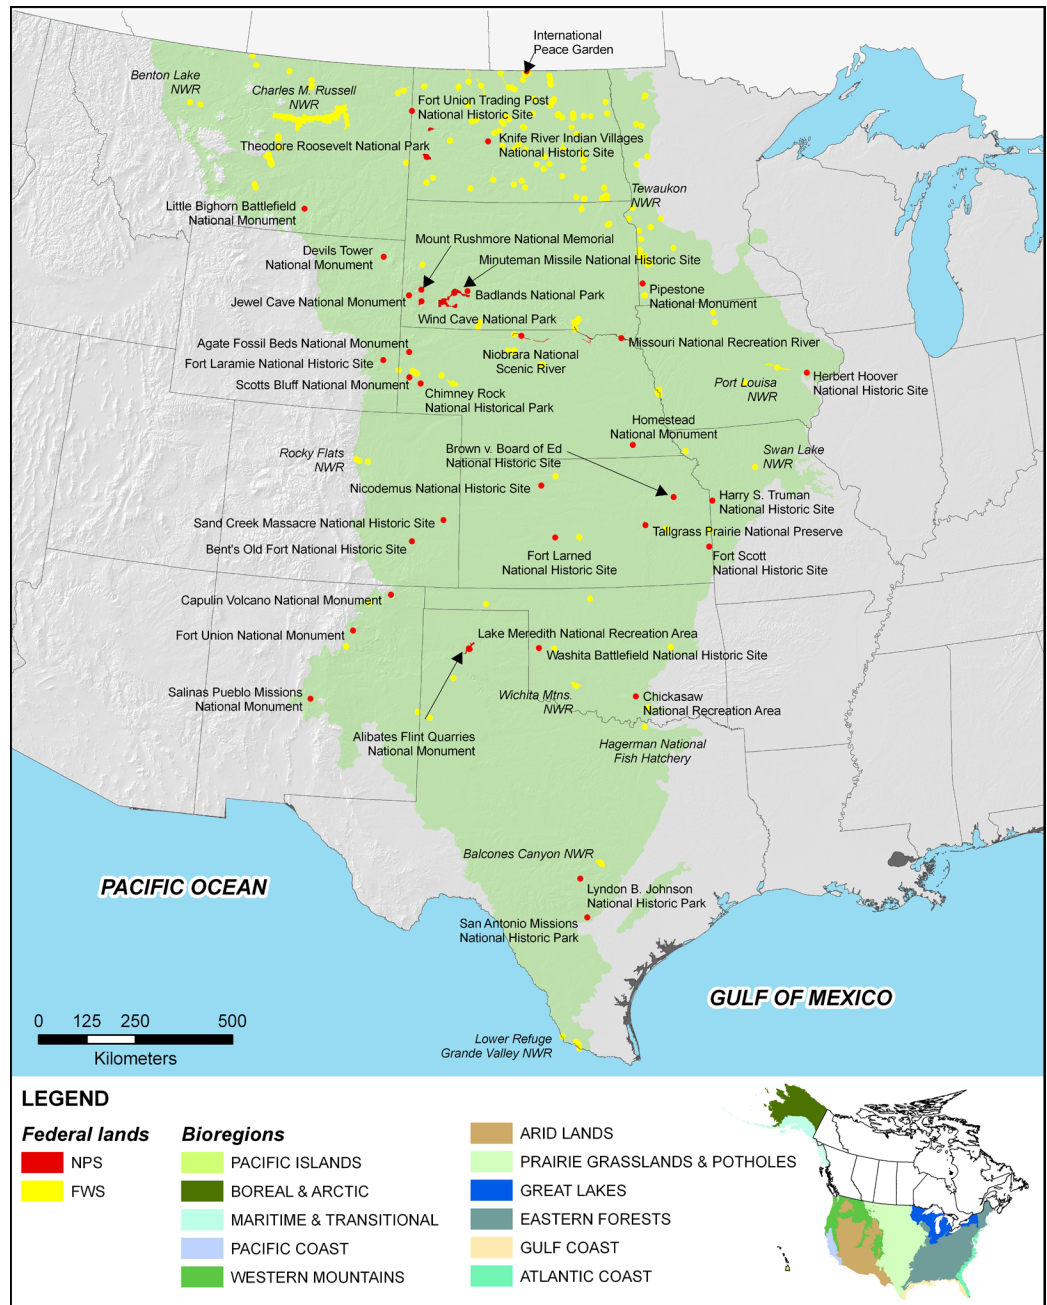 International
Peace Garden
Benton Lake
NWR
Charles M. Russell
NWR
Fort Union Trading Post
National Historic Site
Theodore Roosevelt National Park
Knife River Indian Villages
National Historic Site
Tewaukon
NWR
Little Bighorn Battlefield
National Monument
Devils Tower
National Monument
Mount Rushmore National Memorial
Minuteman Missile National Historic Site
Jewel Cave National Monument
Badlands National Park
Pipestone
National Monument
Wind Cave National Park
Agate Fossil Beds National Monument
Missouri National Recreation River
Fort Laramie National Historic Site
Niobrara National
Scenic River
Scotts Bluff National Monument
Chimney Rock
National Historical Park
Port Louisa
NWR
Herbert Hoover
National Historic Site
Homestead
National Monument
Rocky Flats
NWR
Brown v. Board of Ed
National Historic Site
Swan Lake
NWR
Nicodemus National Historic Site
Harry S. Truman
National Historic Site
Sand Creek Massacre National Historic Site
Tallgrass Prairie National Preserve
Bent's Old Fort National Historic Site
Fort Larned
National Historic Site
Fort Scott
National Historic Site
Capulin Volcano National Monument
Fort Union National Monument
Lake Meredith National Recreation Area
Washita Battlefield National Historic Site
Salinas Pueblo Missions
National Monument
Wichita Mtns.
NWR
Chickasaw
National Recreation Area
Alibates Flint Quarries
National Monument
Hagerman National
Fish Hatchery
Balcones Canyon NWR
PACIFIC OCEAN
Lyndon B. Johnson
National Historic Park
San Antonio Missions
National Historic Park
GULF OF MEXICO
0 125 250 500
Kilometers
Lower Refuge
Grande Valley NWR
LEGEND
Federal lands
NPS
FWS
Bioregions
PACIFIC ISLANDS
BOREAL & ARCTIC
MARITIME & TRANSITIONAL
PACIFIC COAST
WESTERN MOUNTAINS
ARID LANDS
PRAIRIE GRASSLANDS & POTHOLES
GREAT LAKES
EASTERN FORESTS
GULF COAST
ATLANTIC COAST